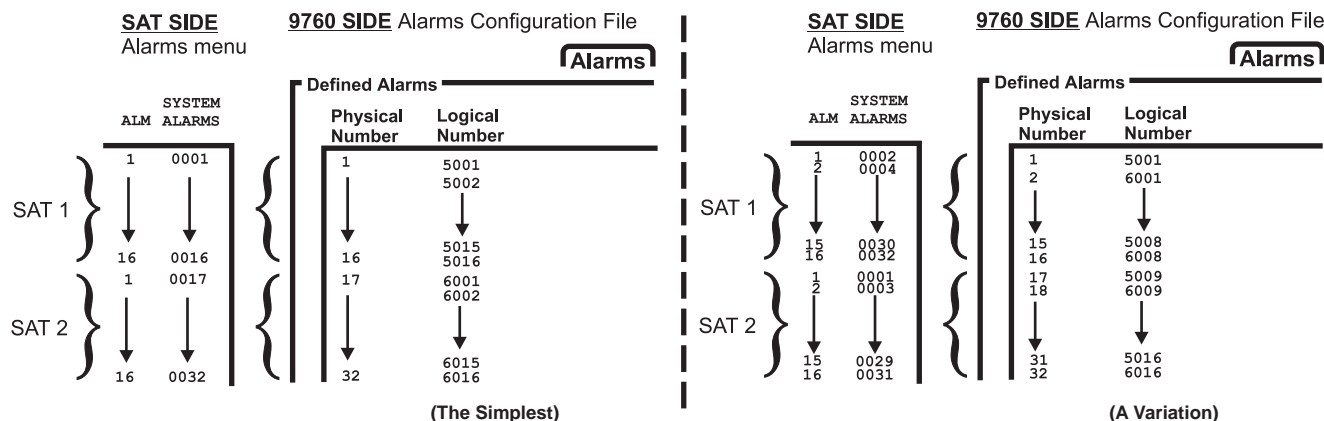 SAT SIDE
Alarms menu
9760 SIDE Alarms Configuration File
Alarms
Defined Alarms
SYSTEM
ALM ALARMS
Physical Logical
Number Number
SAT 1
1 0001
16 0016
1 5001
5002
5015
16 5016
SAT 2
1 0017
16 0032
17 6001
6002
6015
32 6016
(The Simplest)
SAT SIDE
Alarms menu
9760 SIDE Alarms Configuration File
Alarms
Defined Alarms
SYSTEM
ALM ALARMS
Physical Logical
Number Number
SAT 1
1 0002
2 0004
15 0030
16 0032
1 5001
2 6001
15 5008
16 6008
SAT 2
1 0001
2 0003
15 0029
16 0031
17 5009
18 6009
31 5016
32 6016
(A Variation)